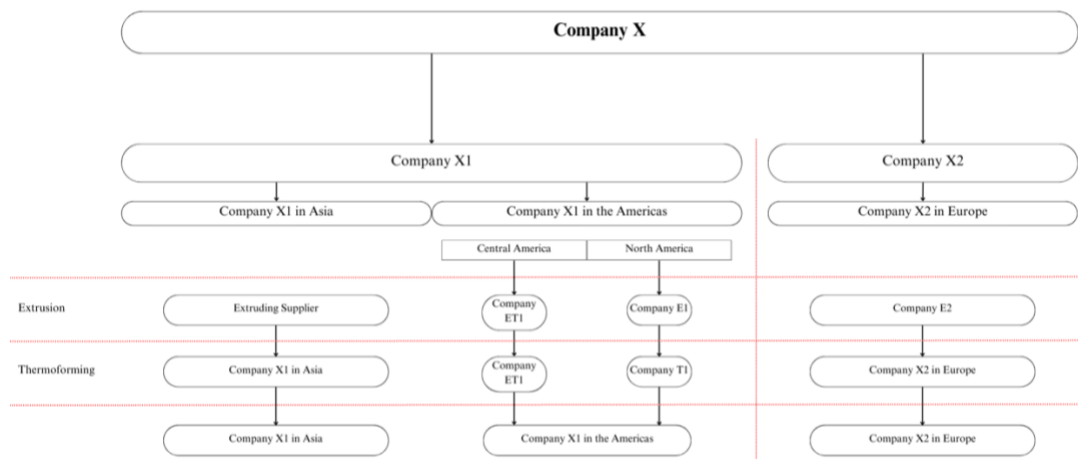 Company X
Company X1
Company X2
Company X1 in Asia
Company X1 in the Americas
Company X2 in Europe
Central America
North America
Extrusion
Extruding Supplier
Company
ET1
Company E1
Company E2
Thermoforming
Company X1 in Asia
Company
ET1
Company T1
Company X2 in Europe
Company X1 in Asia
Company X1 in the Americas
Company X2 in Europe